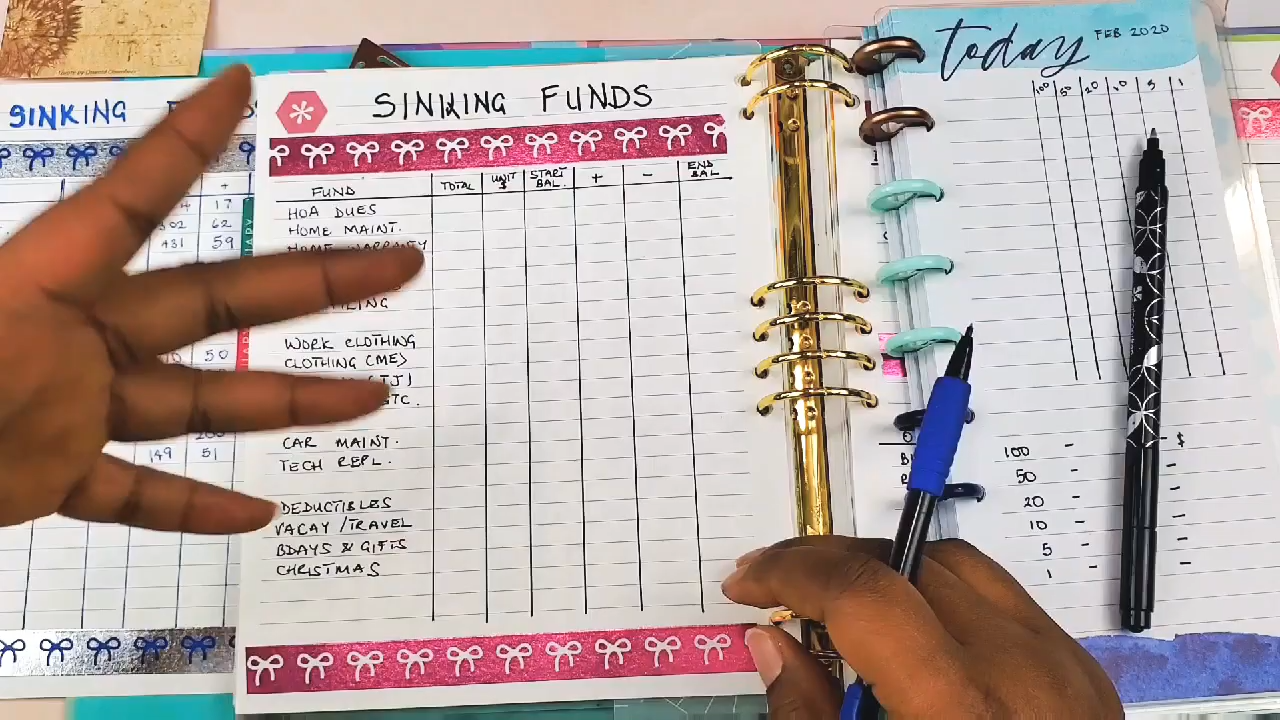 SINKING FUNDS
FUND TOTAL UNIT $ START BAL. + - END BAL
HOA DUES
HOME MAINT.
HOME WARRANTY
WORK CLOTHING
CLOTHING (ME)
CAR MAINT.
TECH REPL.
DEDUCTIBLES
VACAY / TRAVEL
BDAYS & GIFTS
CHRISTMAS
SINKING
+
17
62
431 59
50
149 51
today FEB 2020
100 50 20 10 5 1
100 - - $
50 - -
20 - -
10 - -
5 - -
1 - -